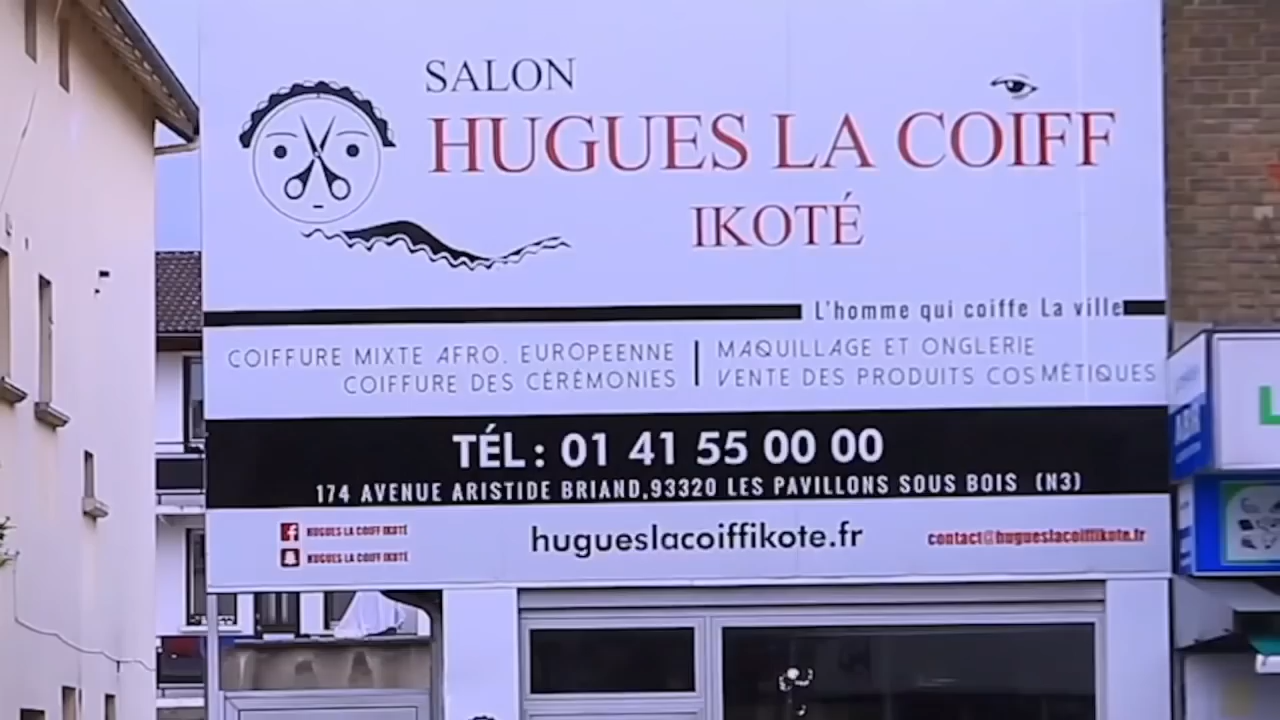 SALON
HUGUES LA COIFF
IKOTÉ
L'homme qui coiffe La ville
COIFFURE MIXTE AFRO. EUROPEENNE
COIFFURE DES CÉRÉMONIES
MAQUILLAGE ET ONGLERIE
VENTE DES PRODUITS COSMÉTIQUES
TÉL : 01 41 55 00 00
174 AVENUE ARISTIDE BRIAND,93320 LES PAVILLONS SOUS BOIS (N3)
HUGUES LA COIFF IKOTÉ
HUGUES LA COIFF IKOTÉ
hugueslacoiffikote.fr
contact@hugueslacoiffikote.fr